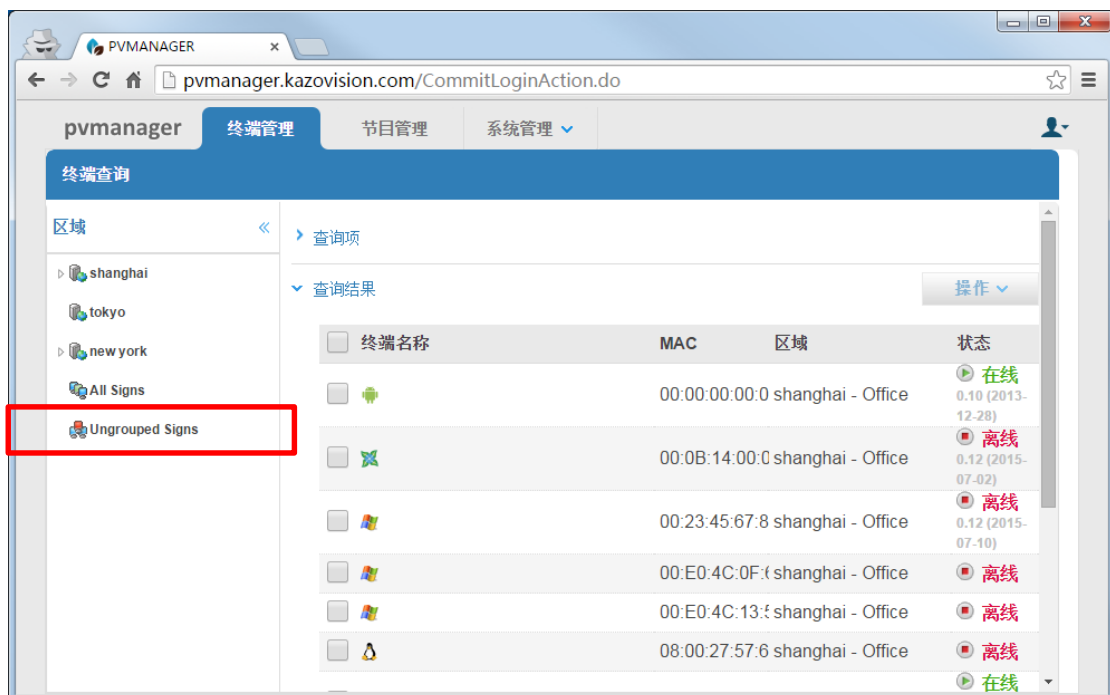 PVMANAGER
pvmanager.kazovision.com/CommitLoginAction.do
pvmanager 终端管理 节目管理 系统管理
终端查询
区域
shanghai
tokyo
new york
All Signs
Ungrouped Signs
查询项
查询结果 操作
终端名称 MAC 区域 状态
00:00:00:00:0 shanghai - Office 在线
0.10 (2013-
12-28)
00:0B:14:00:0 shanghai - Office 离线
0.12 (2015-
07-02)
00:23:45:67:8 shanghai - Office 离线
0.12 (2015-
07-10)
00:E0:4C:0F: shanghai - Office 离线
00:E0:4C:13: shanghai - Office 离线
08:00:27:57:6 shanghai - Office 离线
在线